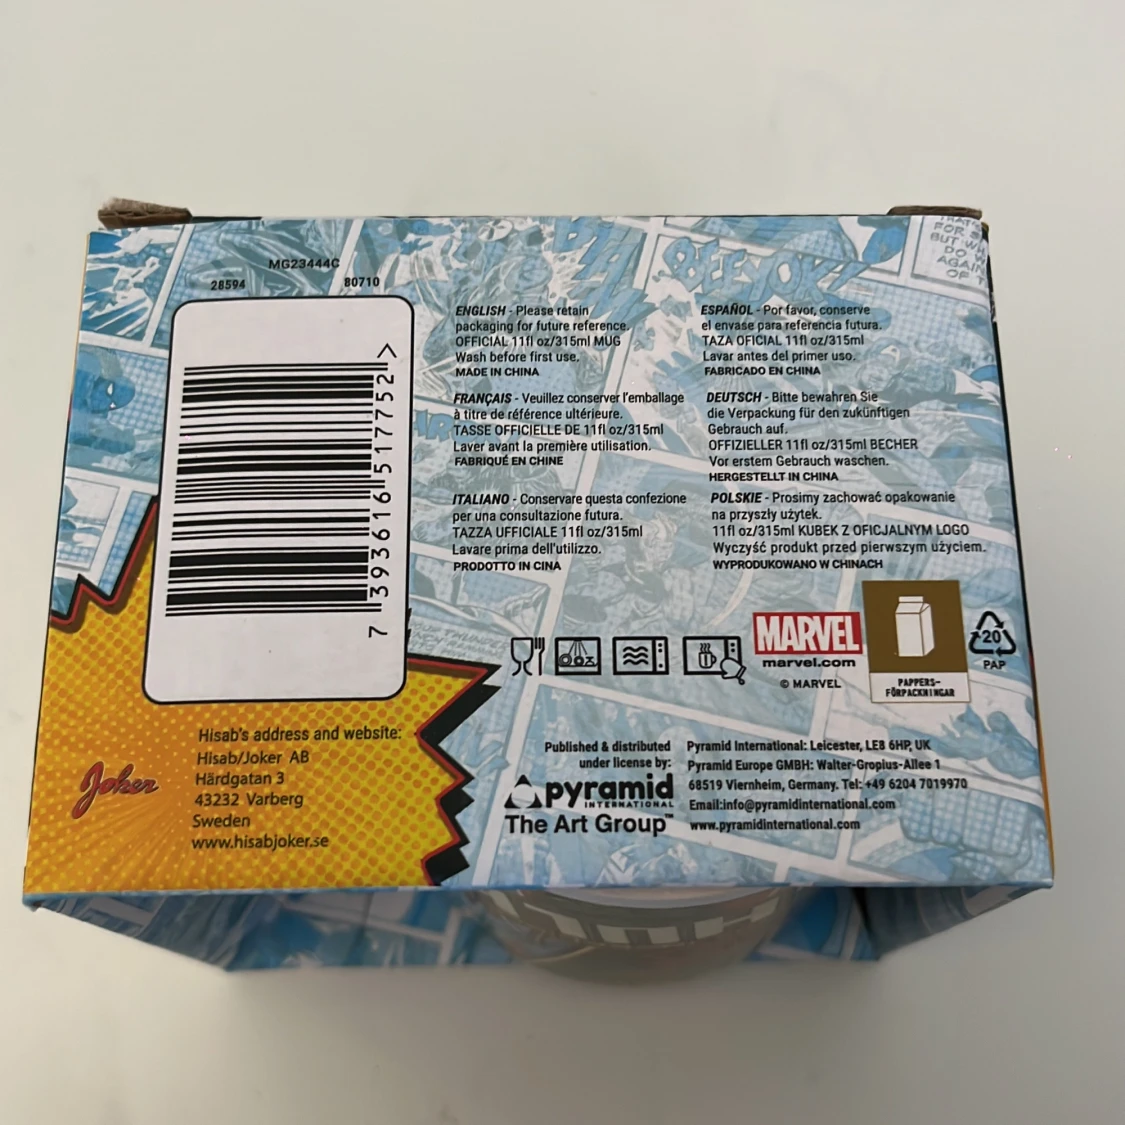 MG23444C
28594 80710
7 393616 517752 >
ENGLISH - Please retain
packaging for future reference.
OFFICIAL 11fl oz/315ml MUG
Wash before first use.
MADE IN CHINA
ESPAÑOL - Por favor, conserve
el envase para referencia futura.
TAZA OFICIAL 11fl oz/315ml
Lavar antes del primer uso.
FABRICADO EN CHINA
FRANÇAIS - Veuillez conserver l'emballage
à titre de référence ultérieure.
TASSE OFFICIELLE DE 11fl oz/315ml
Laver avant la première utilisation.
FABRIQUÉ EN CHINE
DEUTSCH - Bitte bewahren Sie
die Verpackung für den zukünftigen
Gebrauch auf.
OFFIZIELLER 11fl oz/315ml BECHER
Vor erstem Gebrauch waschen.
HERGESTELLT IN CHINA
ITALIANO - Conservare questa confezione
per una consultazione futura.
TAZZA UFFICIALE 11 oz/315ml
Lavare prima dell'utilizzo.
PRODOTTO IN CINA
POLSKIE - Prosimy zachować opakowanie
na przyszły użytek.
11fl oz/315ml KUBEK Z OFICJALNYM LOGO
Wyczyść produkt przed pierwszym użyciem.
WYPRODUKOWANO W CHINACH
MARVEL
marvel.com
© MARVEL
PAPPERS-
FÖRPACKNINGAR
20
PAP
Joker
Hisab's address and website:
Hisab/Joker AB
Härdgatan 3
43232 Varberg
Sweden
www.hisabjoker.se
Published & distributed
under license by:
pyramid
INTERNATIONAL
The Art Group™
Pyramid International: Leicester, LE8 6HP, UK
Pyramid Europe GMBH: Walter-Gropius-Allee 1
68519 Viernheim, Germany. Tel: +49 6204 7019970
Email:info@pyramidinternational.com
www.pyramidinternational.com
FOR
BUT
DO
AGAIN
OF